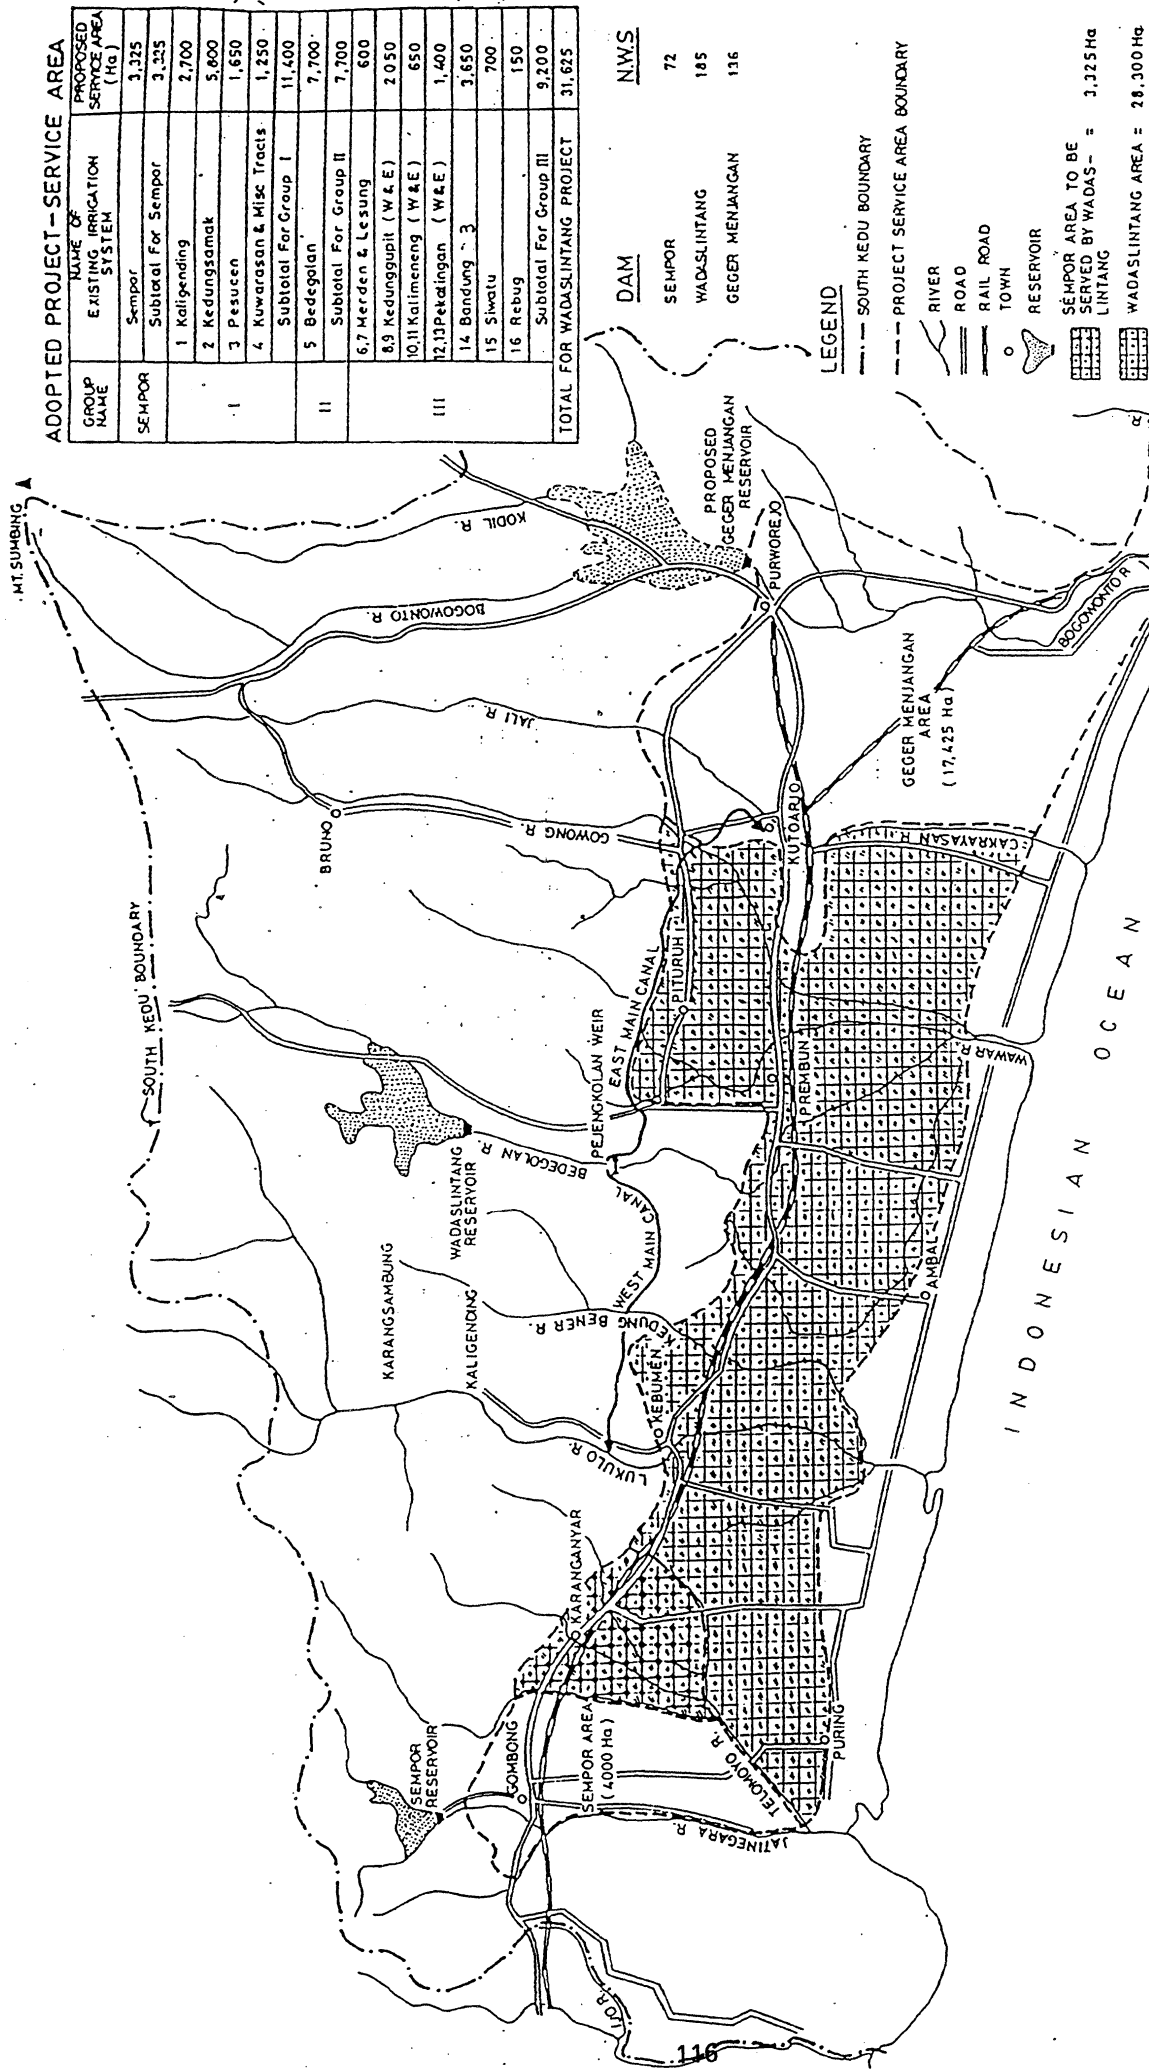 ADOPTED PROJECT-SERVICE AREA
GROUP NAME | NAME OF EXISTING IRRIGATION SYSTEM | PROPOSED SERVICE AREA (Ha)
SEMPOR | Sempor | 3,325
Subtotal For Sempor | 3,325
I | 1 Kaligending | 2,700
2 Kedungsamak | 5,800
3 Pesucen | 1,650
4 Kuwarasan & Misc Tracts | 1,250
Subtotal For Group I | 11,400
II | 5 Bedegolan | 7,700
Subtotal For Group II | 7,700
III | 6,7 Merden & Lesung | 600
8,9 Kedunggupit (W & E) | 2 050
10,11 Kalimeneng (W & E) | 650
12,13 Pekatingan (W & E) | 1,400
14 Bandung 3 | 3,650
15 Siwatu | 700
16 Rebug | 150
Subtotal For Group III | 9,200
TOTAL FOR WADASLINTANG PROJECT | 31,625
DAM N.W.S
SEMPOR 72
WADASLINTANG 185
GEGER MENJANGAN 136
LEGEND
SOUTH KEDU BOUNDARY
PROJECT SERVICE AREA BOUNDARY
RIVER
ROAD
RAIL ROAD
TOWN
RESERVOIR
SEMPOR AREA TO BE
SERVED BY WADAS- = 3,325 Ha
LINTANG
WADASLINTANG AREA = 28,300 Ha
MT. SUMBING
SOUTH KEDU BOUNDARY
KODIL R.
BOGOWONTO R.
JALI R.
BRUNO
GOWONG R.
PROPOSED
GEGER MENJANGAN
RESERVOIR
PURWOREJO
BOGOWONTO R
GEGER MENJANGAN
AREA
(17,425 Ha)
KUTOARJO
CAKRAYASAN R.
EAST MAIN CANAL
PITURUH
PEJENGKOLAN WEIR
BEDEGOLAN R.
WADASLINTANG
RESERVOIR
PREMBUN
WAWAR R.
WEST MAIN CANAL
KARANGSAMBUNG
KALIGENDING
KEDUNG BENER R.
KEBUMEN
LUKULO R.
AMBAL
KARANGANYAR
SEMPOR
RESERVOIR
GOMBONG
SEMPOR AREA
(4000 Ha)
TELOMOYO R.
PURING
JATINEGARA R.
IJO R.
INDONESIAN OCEAN
116